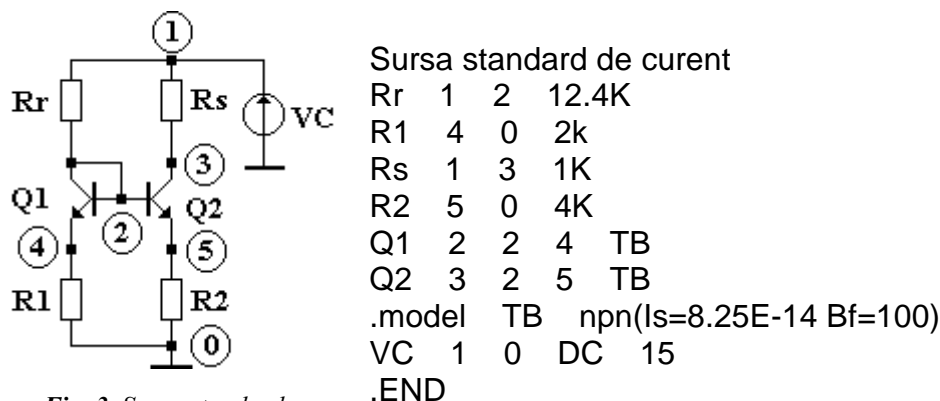 1
Rr
Rs
VC
3
Q1
Q2
2
4
5
R1
R2
0
Sursa standard de curent
Rr 1 2 12.4K
R1 4 0 2k
Rs 1 3 1K
R2 5 0 4K
Q1 2 2 4 TB
Q2 3 2 5 TB
.model TB npn(Is=8.25E-14 Bf=100)
VC 1 0 DC 15
.END